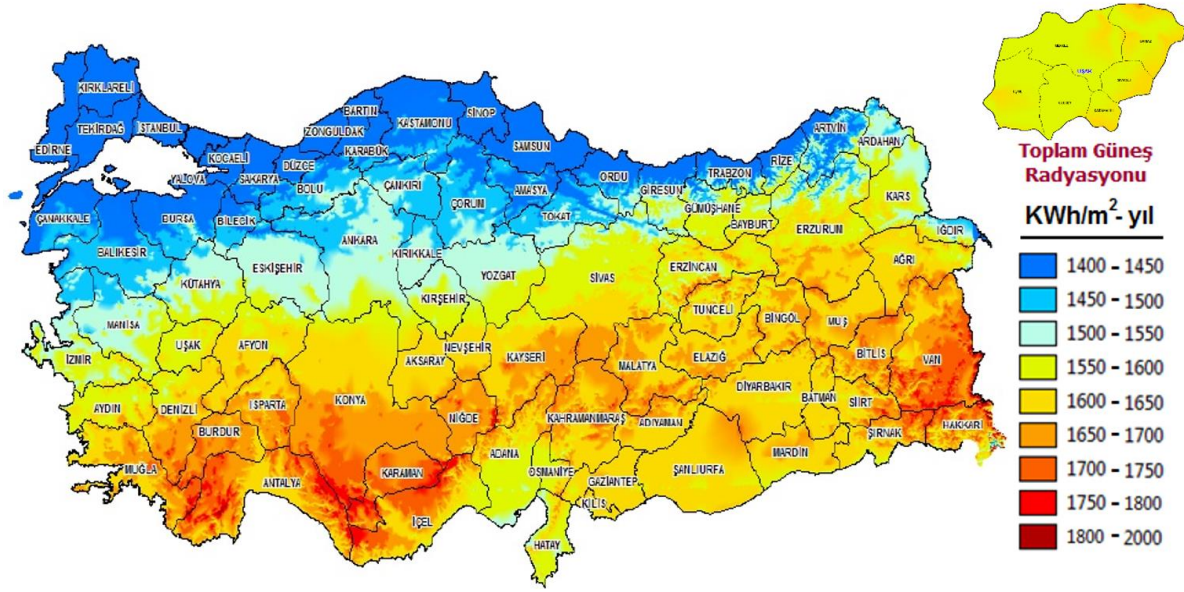 KIRKLARELİ
TEKİRDAĞ
İSTANBUL
EDİRNE
KOCAELİ
YALOVA
SAKARYA
DÜZCE
BOLU
ZONGULDAK
BARTIN
KARABÜK
KASTAMONU
SİNOP
SAMSUN
ÇANKIRI
ÇORUM
AMASYA
TOKAT
ORDU
GİRESUN
TRABZON
RİZE
ARTVİN
ARDAHAN
KARS
IĞDIR
GÜMÜŞHANE
BAYBURT
ERZURUM
AĞRI
ÇANAKKALE
BURSA
BİLECİK
BALIKESİR
ESKİŞEHİR
ANKARA
KIRIKKALE
YOZGAT
SİVAS
ERZİNCAN
KÜTAHYA
KIRŞEHİR
TUNCELİ
BİNGÖL
MUŞ
MANİSA
UŞAK
AFYON
İZMİR
AKSARAY
NEVŞEHİR
KAYSERİ
MALATYA
ELAZIĞ
BİTLİS
VAN
AYDIN
DENİZLİ
ISPARTA
BURDUR
KONYA
NİĞDE
KAHRAMANMARAŞ
ADIYAMAN
DİYARBAKIR
BATMAN
SİİRT
ŞIRNAK
HAKKARİ
MUĞLA
ANTALYA
KARAMAN
İÇEL
ADANA
OSMANİYE
GAZİANTEP
KİLİS
HATAY
ŞANLIURFA
MARDİN
UŞAK
Toplam Güneş
Radyasyonu
KWh/m²- yıl
1400 - 1450
1450 - 1500
1500 - 1550
1550 - 1600
1600 - 1650
1650 - 1700
1700 - 1750
1750 - 1800
1800 - 2000